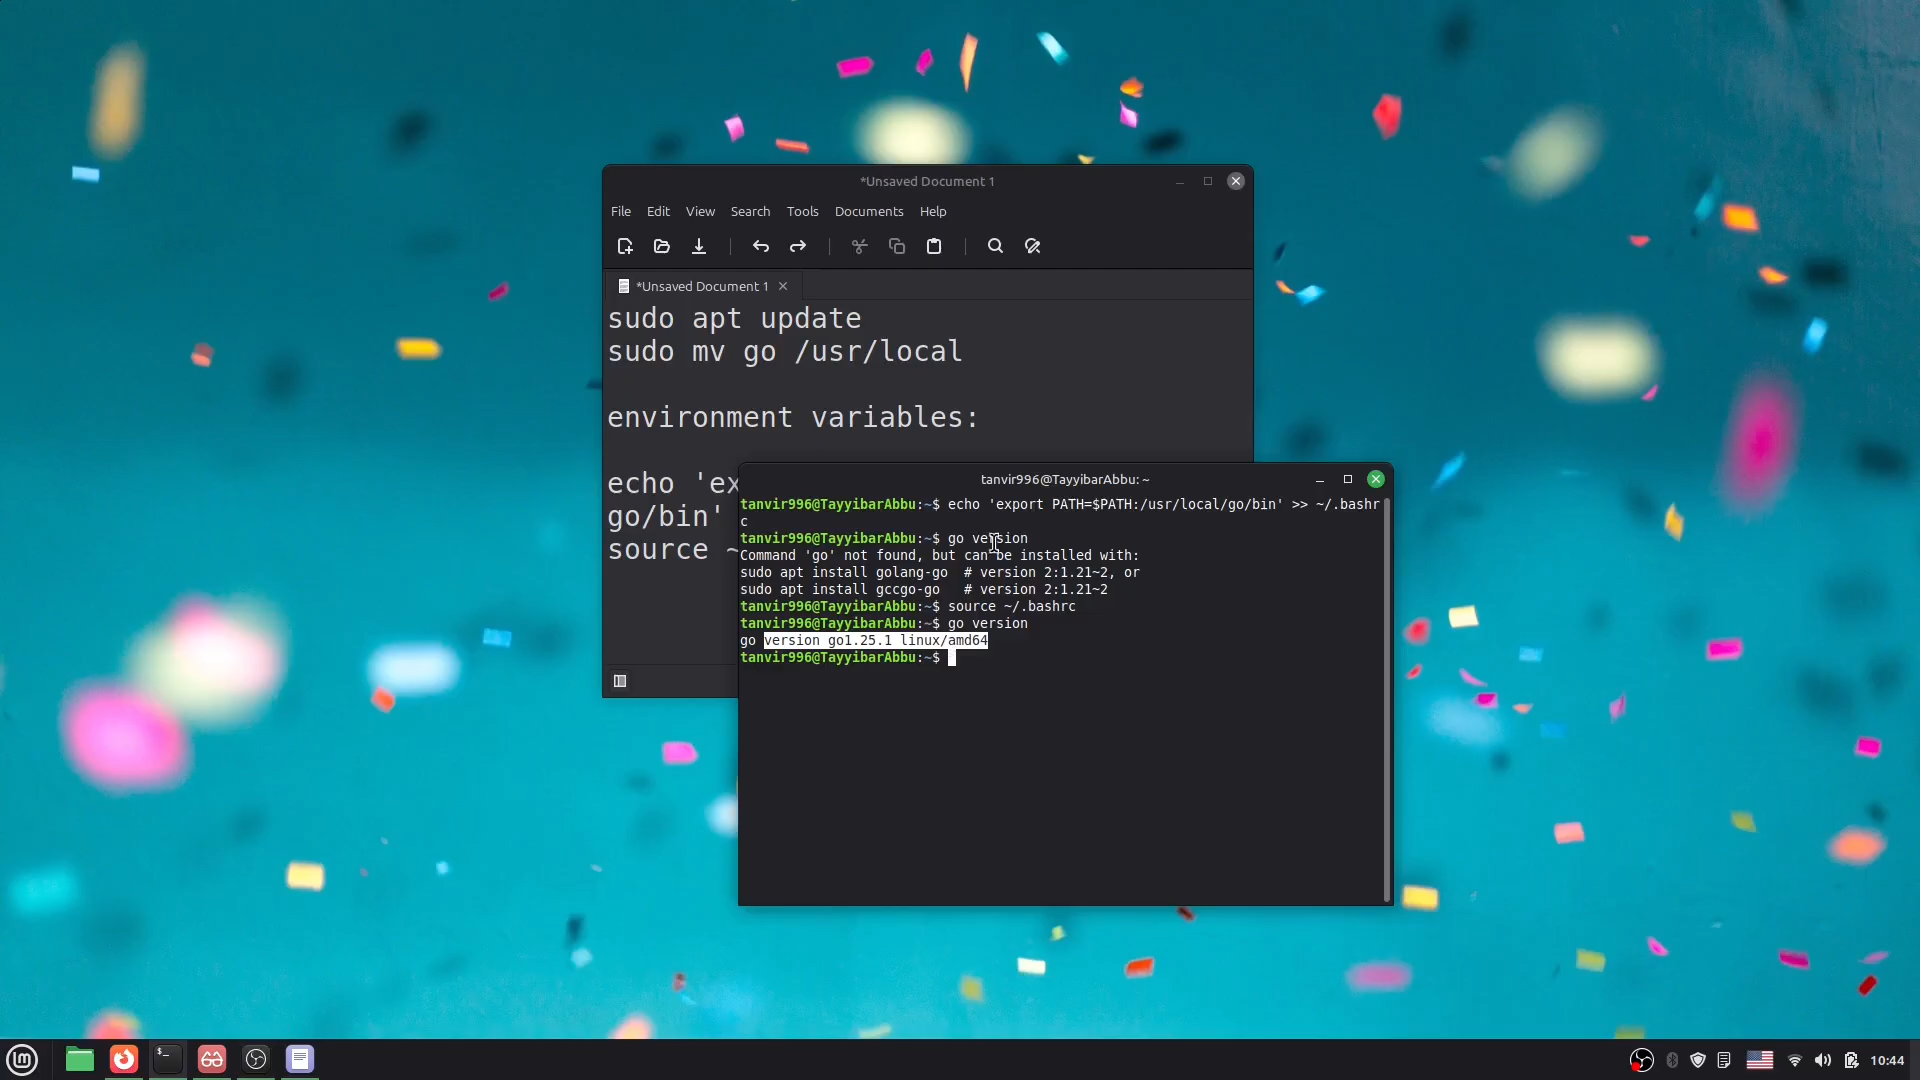 *Unsaved Document 1
File Edit View Search Tools Documents Help
*Unsaved Document 1
sudo apt update
sudo mv go /usr/local
environment variables:
echo 'ex
go/bin'
source ~
tanvir996@TayyibarAbbu: ~
tanvir996@TayyibarAbbu:~$ echo 'export PATH=$PATH:/usr/local/go/bin' >> ~/.bashr
c
tanvir996@TayyibarAbbu:~$ go version
Command 'go' not found, but can be installed with:
sudo apt install golang-go  # version 2:1.21~2, or
sudo apt install gccgo-go   # version 2:1.21~2
tanvir996@TayyibarAbbu:~$ source ~/.bashrc
tanvir996@TayyibarAbbu:~$ go version
go version go1.25.1 linux/amd64
tanvir996@TayyibarAbbu:~$
10:44